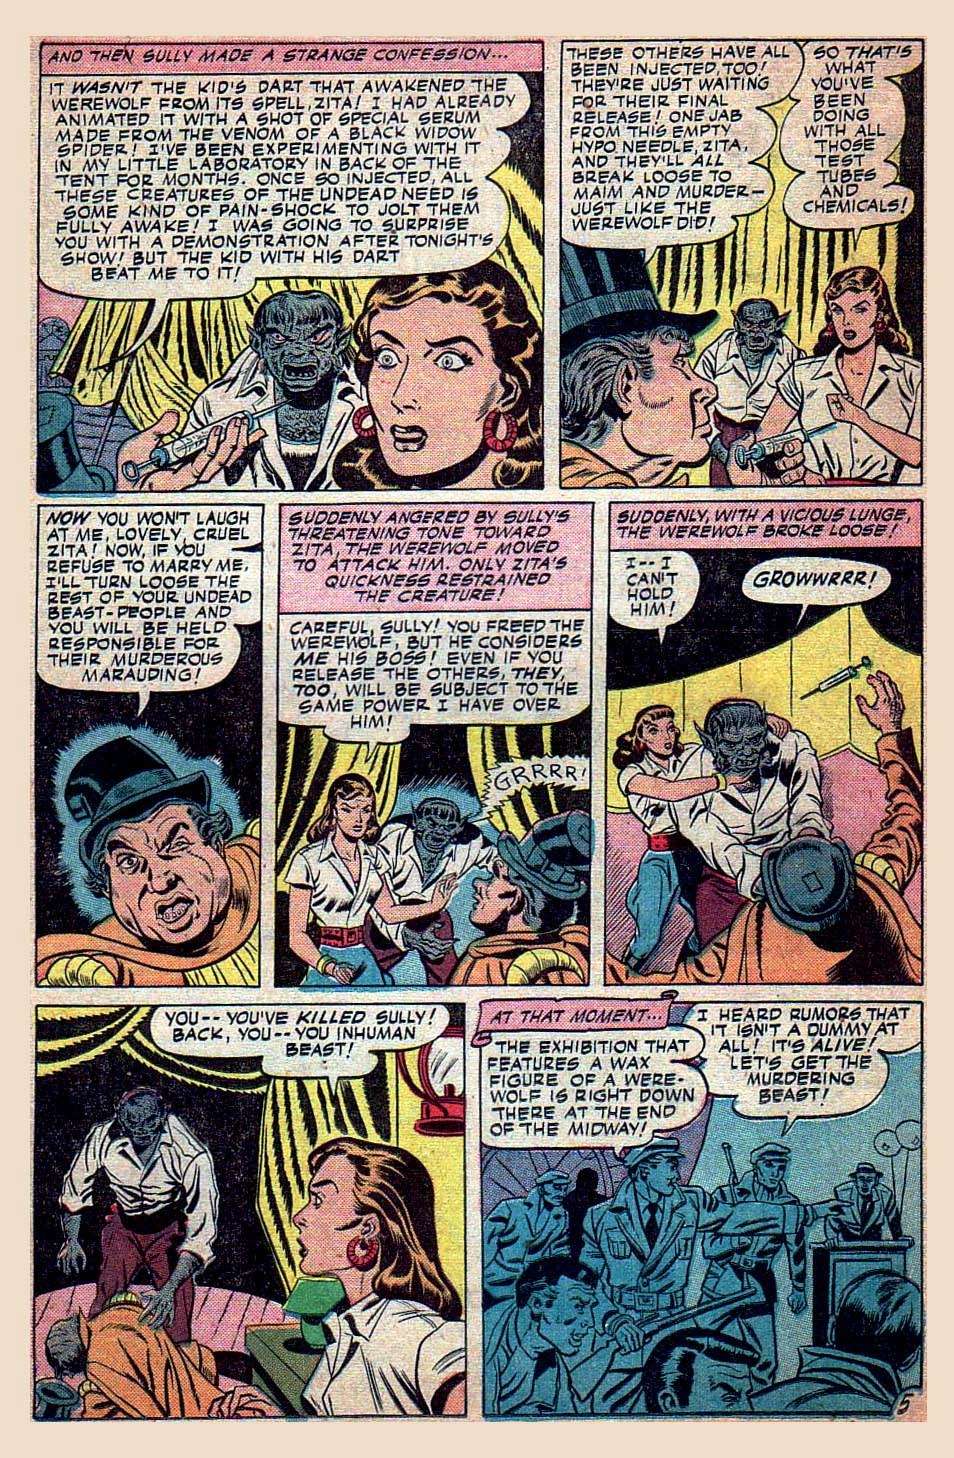 AND THEN SULLY MADE A STRANGE CONFESSION...
IT WASN'T THE KID'S DART THAT AWAKENED THE
WEREWOLF FROM ITS SPELL, ZITA! I HAD ALREADY
ANIMATED IT WITH A SHOT OF SPECIAL SERUM
MADE FROM THE VENOM OF A BLACK WIDOW
SPIDER! I'VE BEEN EXPERIMENTING WITH IT
IN MY LITTLE LABORATORY IN BACK OF THE
TENT FOR MONTHS. ONCE SO INJECTED, ALL
THESE CREATURES OF THE UNDEAD NEED IS
SOME KIND OF PAIN-SHOCK TO JOLT THEM
FULLY AWAKE! I WAS GOING TO SURPRISE
YOU WITH A DEMONSTRATION AFTER TONIGHT'S
SHOW! BUT THE KID WITH HIS DART
BEAT ME TO IT!
THESE OTHERS HAVE ALL
BEEN INJECTED, TOO!
THEY'RE JUST WAITING
FOR THEIR FINAL
RELEASE! ONE JAB
FROM THIS EMPTY
HYPO NEEDLE, ZITA,
AND THEY'LL ALL
BREAK LOOSE TO
MAIM AND MURDER--
JUST LIKE THE
WEREWOLF DID!
SO THAT'S
WHAT
YOU'VE
BEEN
DOING
WITH ALL
THOSE
TEST
TUBES
AND
CHEMICALS!
NOW YOU WON'T LAUGH
AT ME, LOVELY, CRUEL
ZITA! NOW, IF YOU
REFUSE TO MARRY ME,
I'LL TURN LOOSE THE
REST OF YOUR UNDEAD
BEAST-PEOPLE AND
YOU WILL BE HELD
RESPONSIBLE FOR
THEIR MURDEROUS
MARAUDING!
SUDDENLY ANGERED BY SULLY'S
THREATENING TONE TOWARD
ZITA, THE WEREWOLF MOVED
TO ATTACK HIM. ONLY ZITA'S
QUICKNESS RESTRAINED
THE CREATURE!
CAREFUL SULLY! YOU FREED THE
WEREWOLF, BUT HE CONSIDERS
ME HIS BOSS! EVEN IF YOU
RELEASE THE OTHERS, THEY,
TOO, WILL BE SUBJECT TO THE
SAME POWER I HAVE OVER
HIM!
GRRRR!
SUDDENLY, WITH A VICIOUS LUNGE,
THE WEREWOLF BROKE LOOSE!
I-- I
CAN'T
HOLD
HIM!
GROWWRRR!
YOU-- YOU'VE KILLED SULLY!
BACK, YOU-- YOU INHUMAN
BEAST!
AT THAT MOMENT...
THE EXHIBITION THAT
FEATURES A WAX
FIGURE OF A WERE-
WOLF IS RIGHT DOWN
THERE AT THE END
OF THE MIDWAY!
I HEARD RUMORS THAT
IT ISN'T A DUMMY AT
ALL! IT'S ALIVE!
LET'S GET THE
MURDERING
BEAST!
5